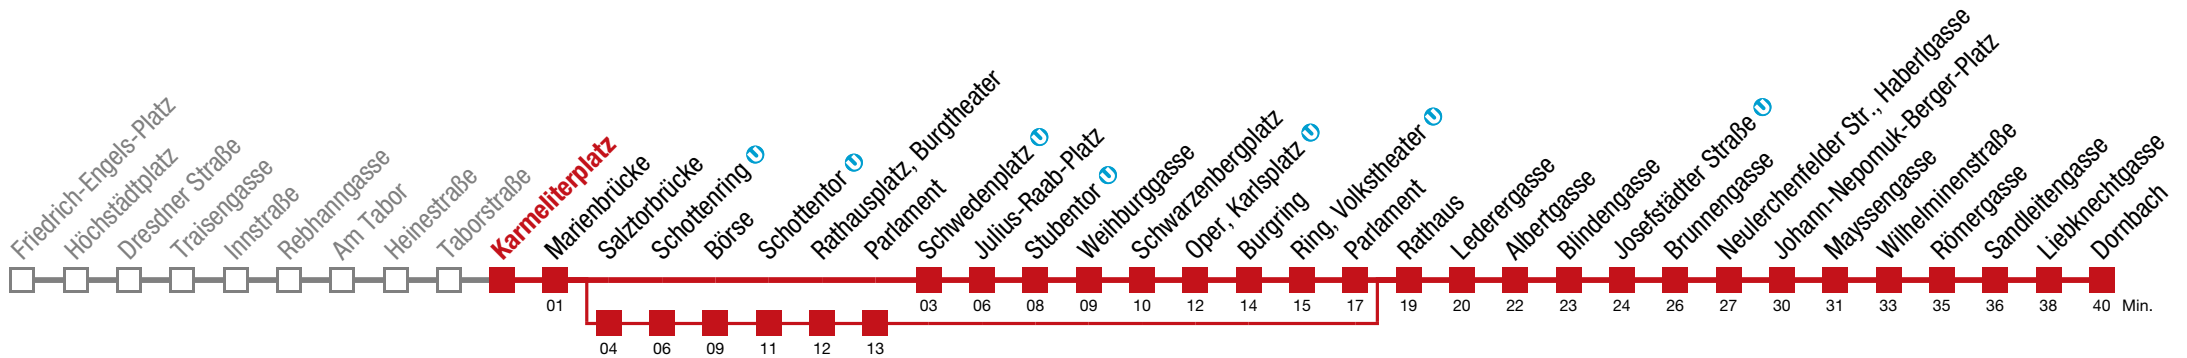 Friedrich-Engels-Platz
Höchstädtplatz
Dresdner Straße
Traisengasse
Innstraße
Rebhanngasse
Am Tabor
Heinestraße
Taborstraße
Karmeliterplatz
Marienbrücke
Salztorbrücke
Schottenring U
Börse
Schottentor U
Rathausplatz, Burgtheater
Parlament
Schwedenplatz U
Julius-Raab-Platz
Stubentor U
Weihburggasse
Schwarzenbergplatz
Oper, Karlsplatz U
Burgring
Ring, Volkstheater U
Parlament
Rathaus
Lederergasse
Albertgasse
Blindengasse
Josefstädter Straße U
Brunnengasse
Neulerchenfelder Str., Haberlgasse
Johann-Nepomuk-Berger-Platz
Mayssengasse
Wilhelminenstraße
Römergasse
Sandleitengasse
Liebknechtgasse
Dornbach
01 03 06 08 09 10 12 14 15 17 19 20 22 23 24 26 27 30 31 33 35 36 38 40 Min.
04 06 09 11 12 13